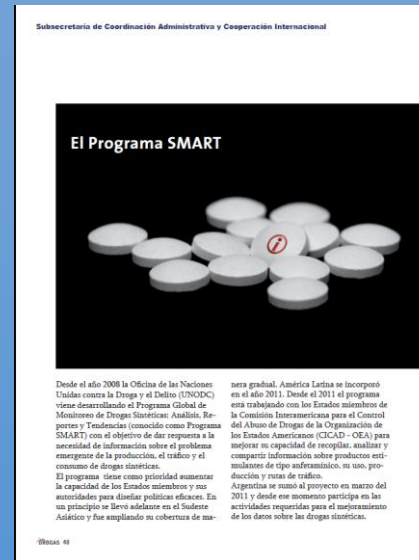 Subsecretaría de Coordinación Administrativa y Cooperación Internacional
El Programa SMART
i
Desde el año 2008 la Oficina de las Naciones
Unidas contra la Droga y el Delito (UNODC)
viene desarrollando el Programa Global de
Monitoreo de Drogas Sintéticas: Análisis, Re-
portes y Tendencias (conocido como Programa
SMART) con el objetivo de dar respuesta a la
necesidad de información sobre el problema
emergente de la producción, el tráfico y el
consumo de drogas sintéticas.
El programa tiene como prioridad aumentar
la capacidad de los Estados miembros y sus
autoridades para diseñar políticas eficaces. En
un principio se llevó adelante en el Sudeste
Asiático y fue ampliando su cobertura de ma-
nera gradual. América Latina se incorporó
en el año 2011. Desde el 2011 el programa
está trabajando con los Estados miembros de
la Comisión Interamericana para el Control
del Abuso de Drogas de la Organización de
los Estados Americanos (CICAD - OEA) para
mejorar su capacidad de recopilar, analizar y
compartir información sobre productos esti-
mulantes de tipo anfetamínico, su uso, pro-
ducción y rutas de tráfico.
Argentina se sumó al proyecto en marzo del
2011 y desde ese momento participa en las
actividades requeridas para el mejoramiento
de los datos sobre las drogas sintéticas.
DROGAS 40